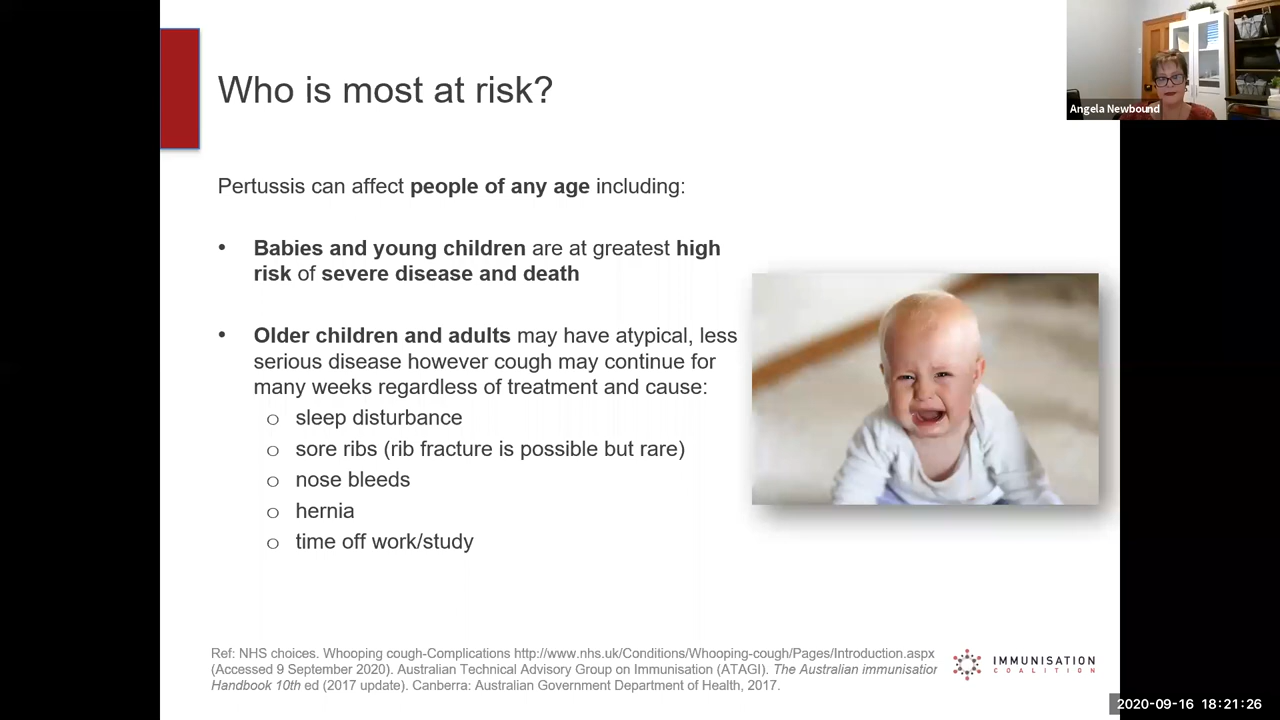 Who is most at risk?
Angela Newbound
Pertussis can affect people of any age including:
• Babies and young children are at greatest high
risk of severe disease and death
• Older children and adults may have atypical, less
serious disease however cough may continue for
many weeks regardless of treatment and cause:
o sleep disturbance
o sore ribs (rib fracture is possible but rare)
o nose bleeds
o hernia
o time off work/study
Ref: NHS choices. Whooping cough-Complications http://www.nhs.uk/Conditions/Whooping-cough/Pages/Introduction.aspx
(Accessed 9 September 2020). Australian Technical Advisory Group on Immunisation (ATAGI). The Australian immunisatior
Handbook 10th ed (2017 update). Canberra: Australian Government Department of Health, 2017.
IMMUNISATION
COALITION
2020-09-16 18:21:26